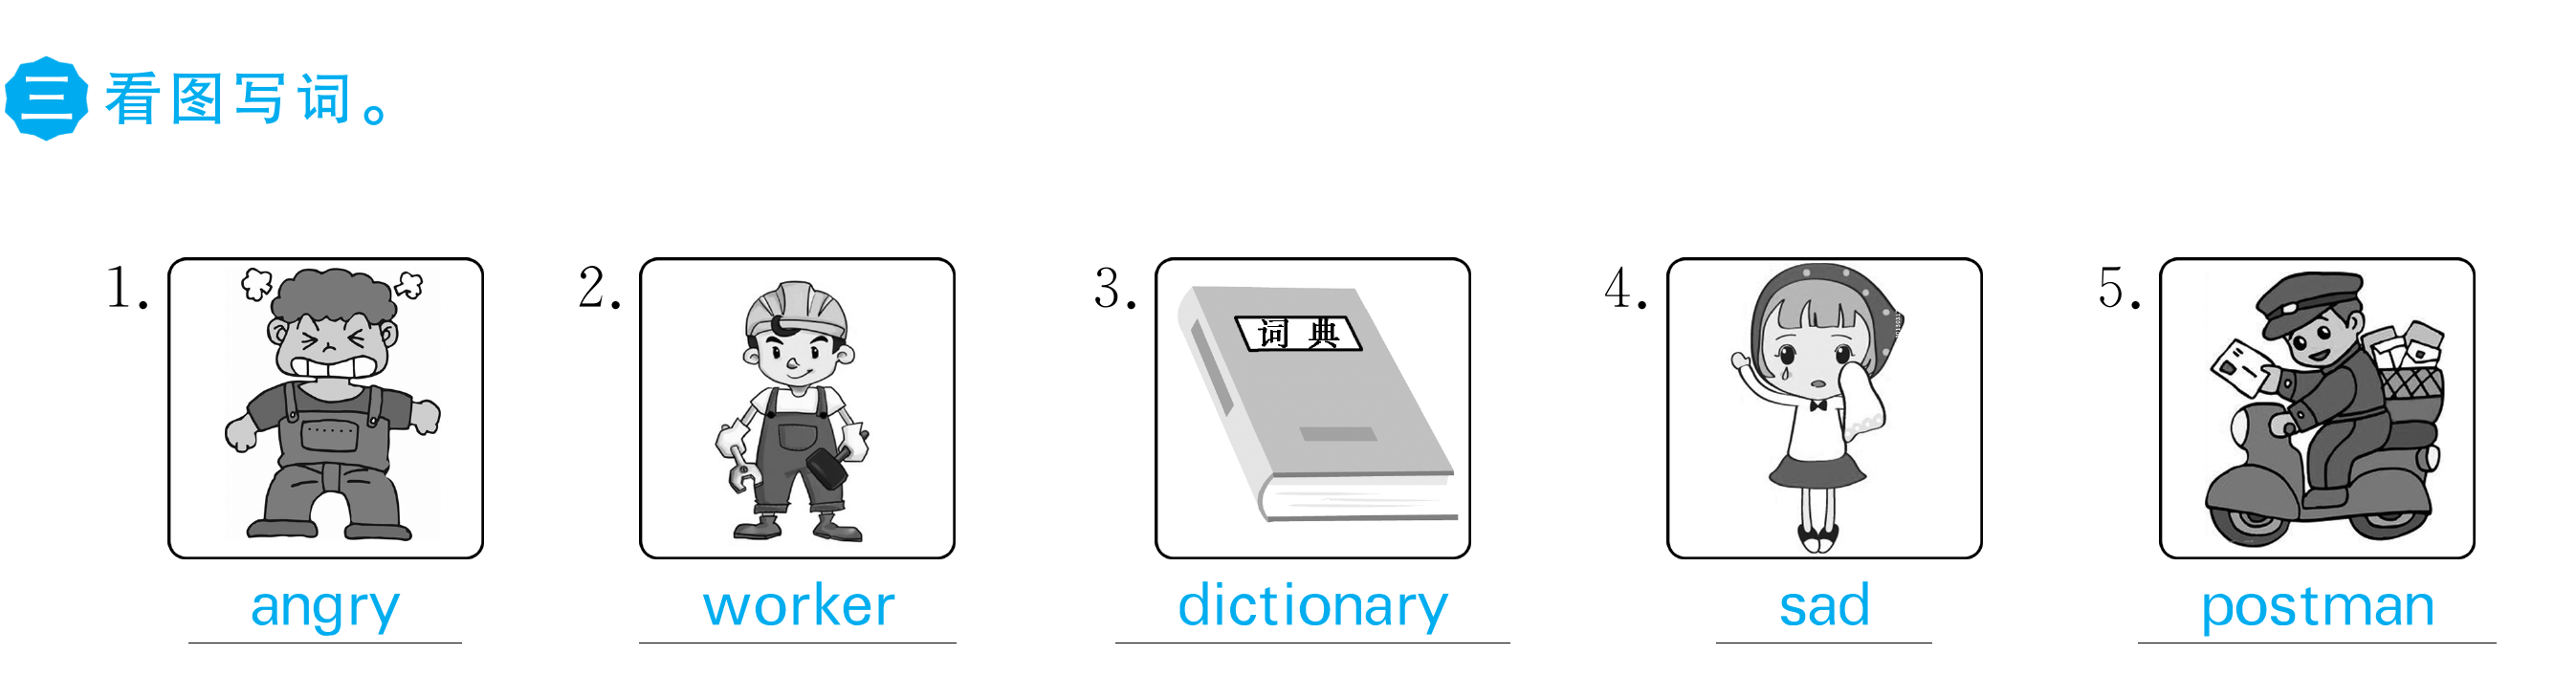 三 看图写词。
1. 2. 3. 4. 5.
词典
angry worker dictionary sad postman